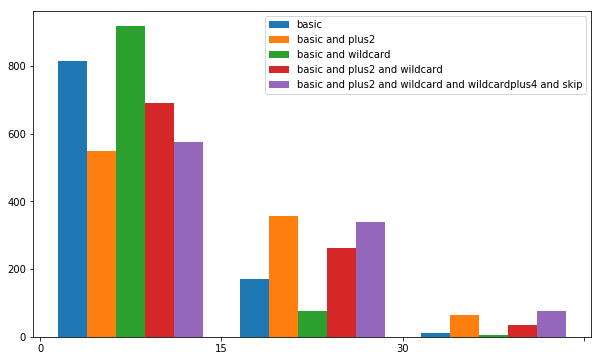 basic
basic and plus2
basic and wildcard
basic and plus2 and wildcard
basic and plus2 and wildcard and wildcardplus4 and skip
800
600
400
200
0
0 15 30